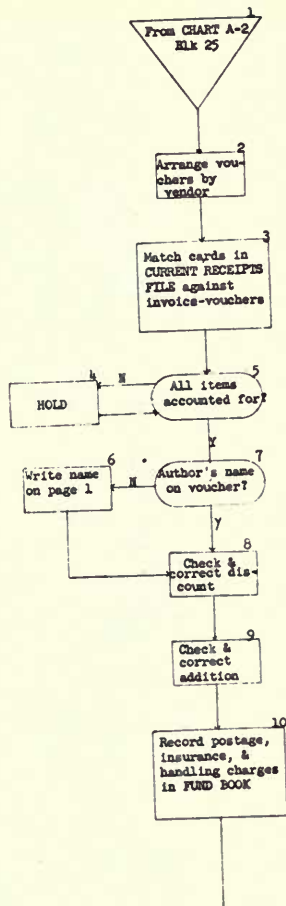 1
From CHART A-2
Blk 25
2
Arrange vou-
chers by
vendor
3
Match cards in
CURRENT RECEIPTS
FILE against
invoics-vouchers
4
HOLD
N
5
All items
accounted for?
Y
6
Write name
on page 1
N
7
Author's name
on voucher?
Y
8
Check &
correct dis-
count
9
Check &
correct
addition
10
Record postage,
insurance, &
handling charges
in FUND BOOK